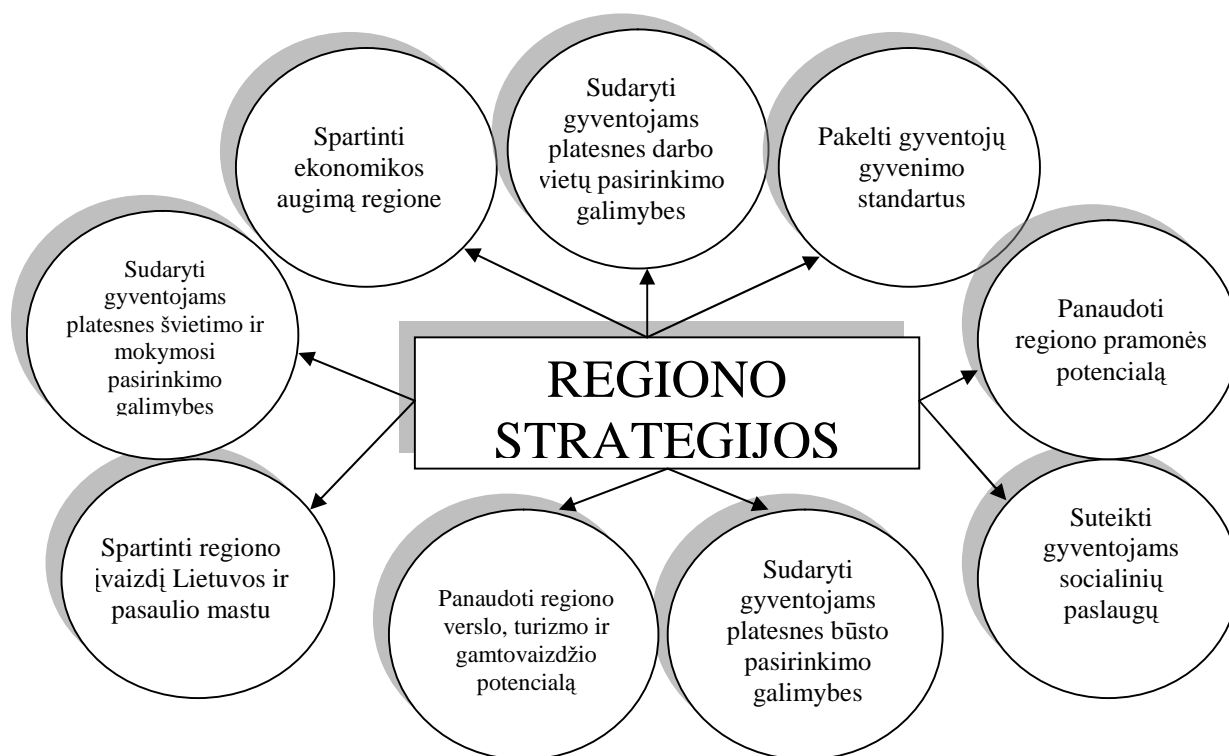 Sudaryti
gyventojams
platesnes darbo
vietų pasirinkimo
galimybes
Spartinti
ekonomikos
augimą regione
Pakelti gyventojų
gyvenimo
standartus
Sudaryti
gyventojams
platesnes švietimo ir
mokymosi
pasirinkimo
galimybes
Panaudoti
regiono pramonės
potencialą
REGIONO
STRATEGIJOS
Spartinti regiono
įvaizdį Lietuvos ir
pasaulio mastu
Panaudoti regiono
verslo, turizmo ir
gamtovaizdžio
potencialą
Sudaryti
gyventojams
platesnes būsto
pasirinkimo
galimybes
Suteikti
gyventojams
socialinių
paslaugų